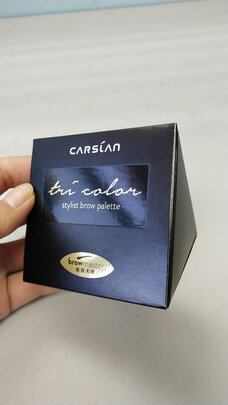 CARSLAN
tri color
stylist brow palette
browmaster